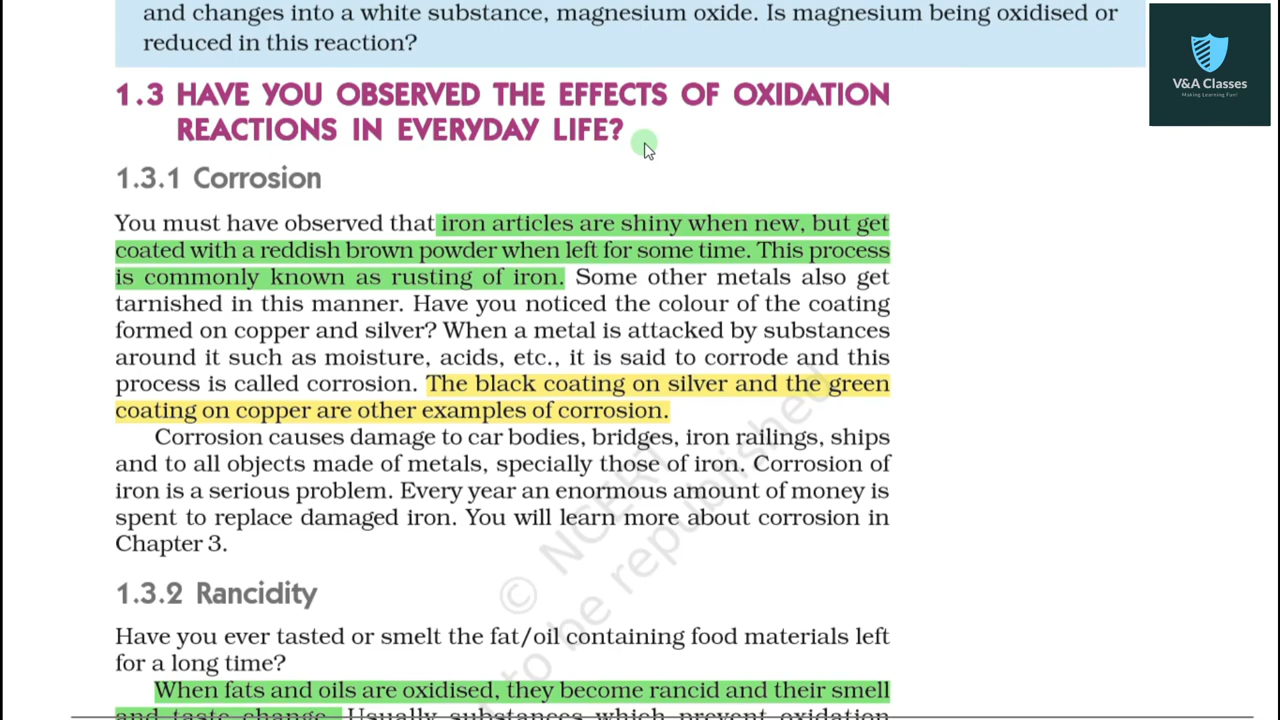 and changes into a white substance, magnesium oxide. Is magnesium being oxidised or
reduced in this reaction?
V&A Classes
Making Learning Fun!
1.3 HAVE YOU OBSERVED THE EFFECTS OF OXIDATION
REACTIONS IN EVERYDAY LIFE?
1.3.1 Corrosion
You must have observed that iron articles are shiny when new, but get
coated with a reddish brown powder when left for some time. This process
is commonly known as rusting of iron. Some other metals also get
tarnished in this manner. Have you noticed the colour of the coating
formed on copper and silver? When a metal is attacked by substances
around it such as moisture, acids, etc., it is said to corrode and this
process is called corrosion. The black coating on silver and the green
coating on copper are other examples of corrosion.
Corrosion causes damage to car bodies, bridges, iron railings, ships
and to all objects made of metals, specially those of iron. Corrosion of
iron is a serious problem. Every year an enormous amount of money is
spent to replace damaged iron. You will learn more about corrosion in
Chapter 3.
1.3.2 Rancidity
Have you ever tasted or smelt the fat/oil containing food materials left
for a long time?
When fats and oils are oxidised, they become rancid and their smell
and taste change. Usually substances which prevent oxidation
© NCERT
to be republished